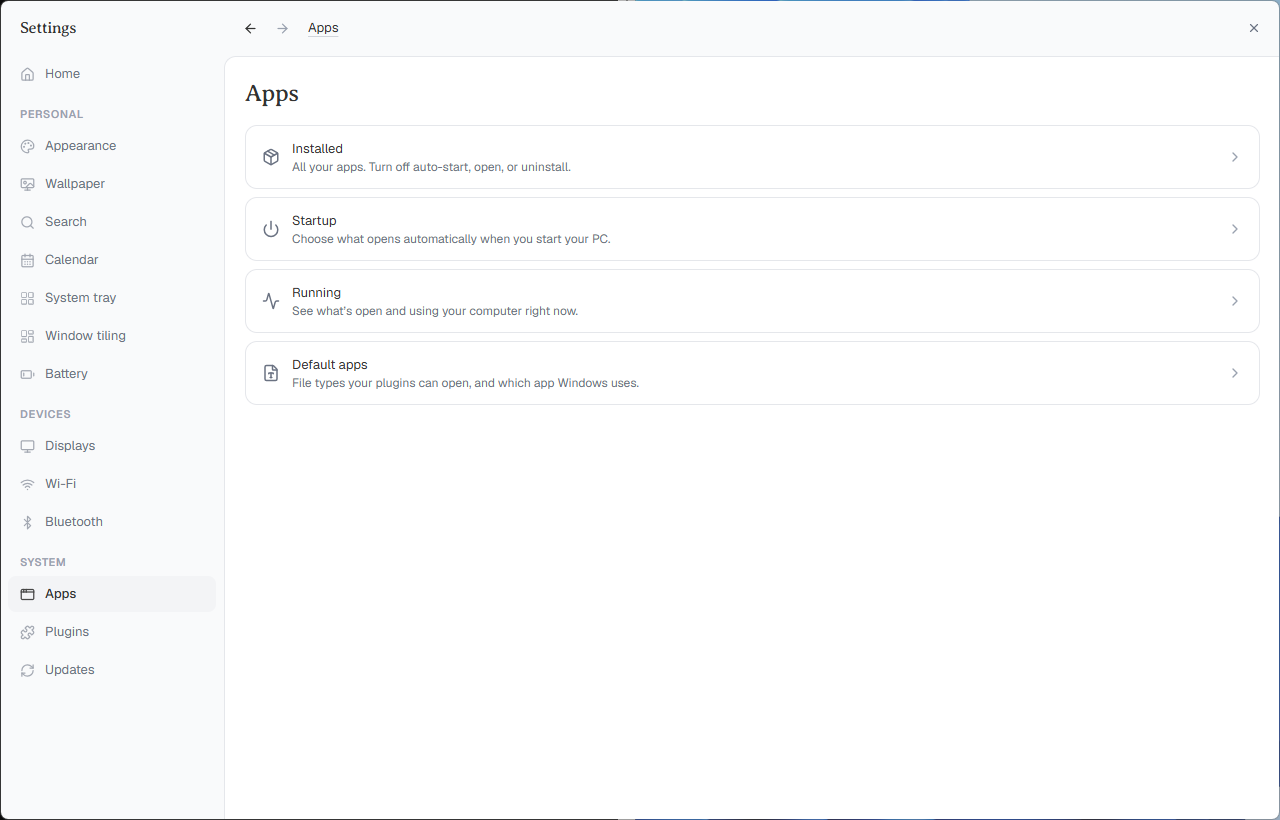 Settings
Apps
Home
PERSONAL
Appearance
Wallpaper
Search
Calendar
System tray
Window tiling
Battery
DEVICES
Displays
Wi-Fi
Bluetooth
SYSTEM
Apps
Plugins
Updates
Apps
Installed
All your apps. Turn off auto-start, open, or uninstall.
Startup
Choose what opens automatically when you start your PC.
Running
See what's open and using your computer right now.
Default apps
File types your plugins can open, and which app Windows uses.